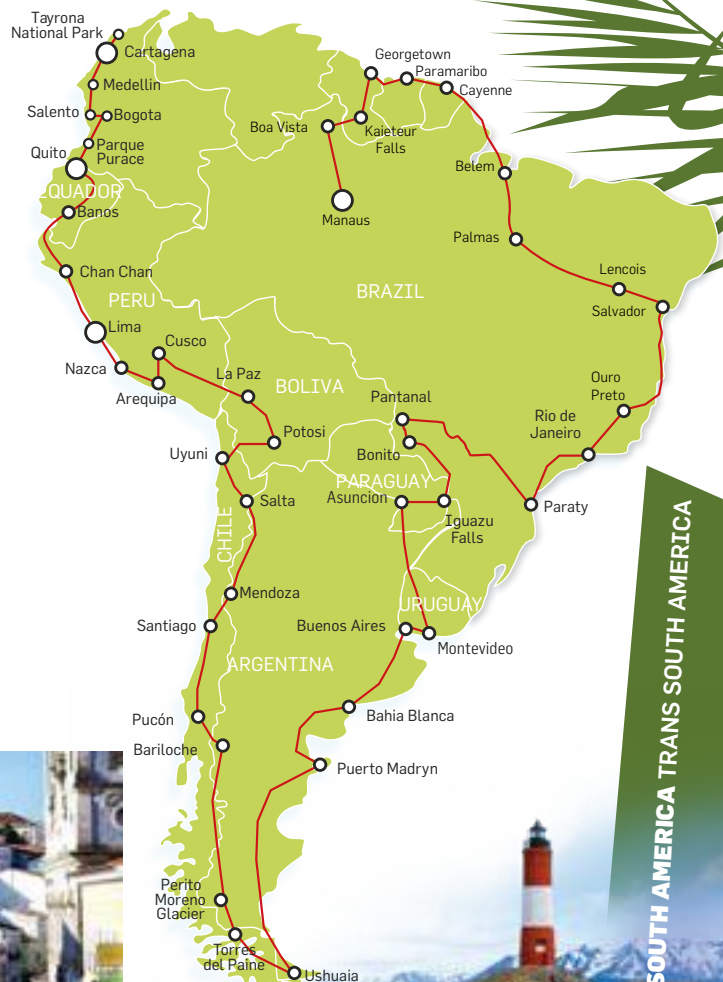 Tayrona
National Park
Cartagena
Medellin
Salento
Bogota
Parque
Purace
Quito
EQUADOR
Banos
Chan Chan
PERU
Lima
Cusco
Nazca
Arequipa
La Paz
BOLIVA
Potosi
Uyuni
Salta
CHILE
Mendoza
Santiago
ARGENTINA
Pucón
Bariloche
Perito
Moreno
Glacier
Torres
del Paine
Ushuaia
Puerto Madryn
Bahia Blanca
Buenos Aires
Montevideo
URUGUAY
Asuncion
PARAGUAY
Iguazu
Falls
Bonito
Pantanal
Paraty
Rio de
Janeiro
Ouro
Preto
Salvador
Lencois
BRAZIL
Palmas
Belem
Cayenne
Paramaribo
Georgetown
Kaieteur
Falls
Boa Vista
Manaus
SOUTH AMERICA TRANS SOUTH AMERICA